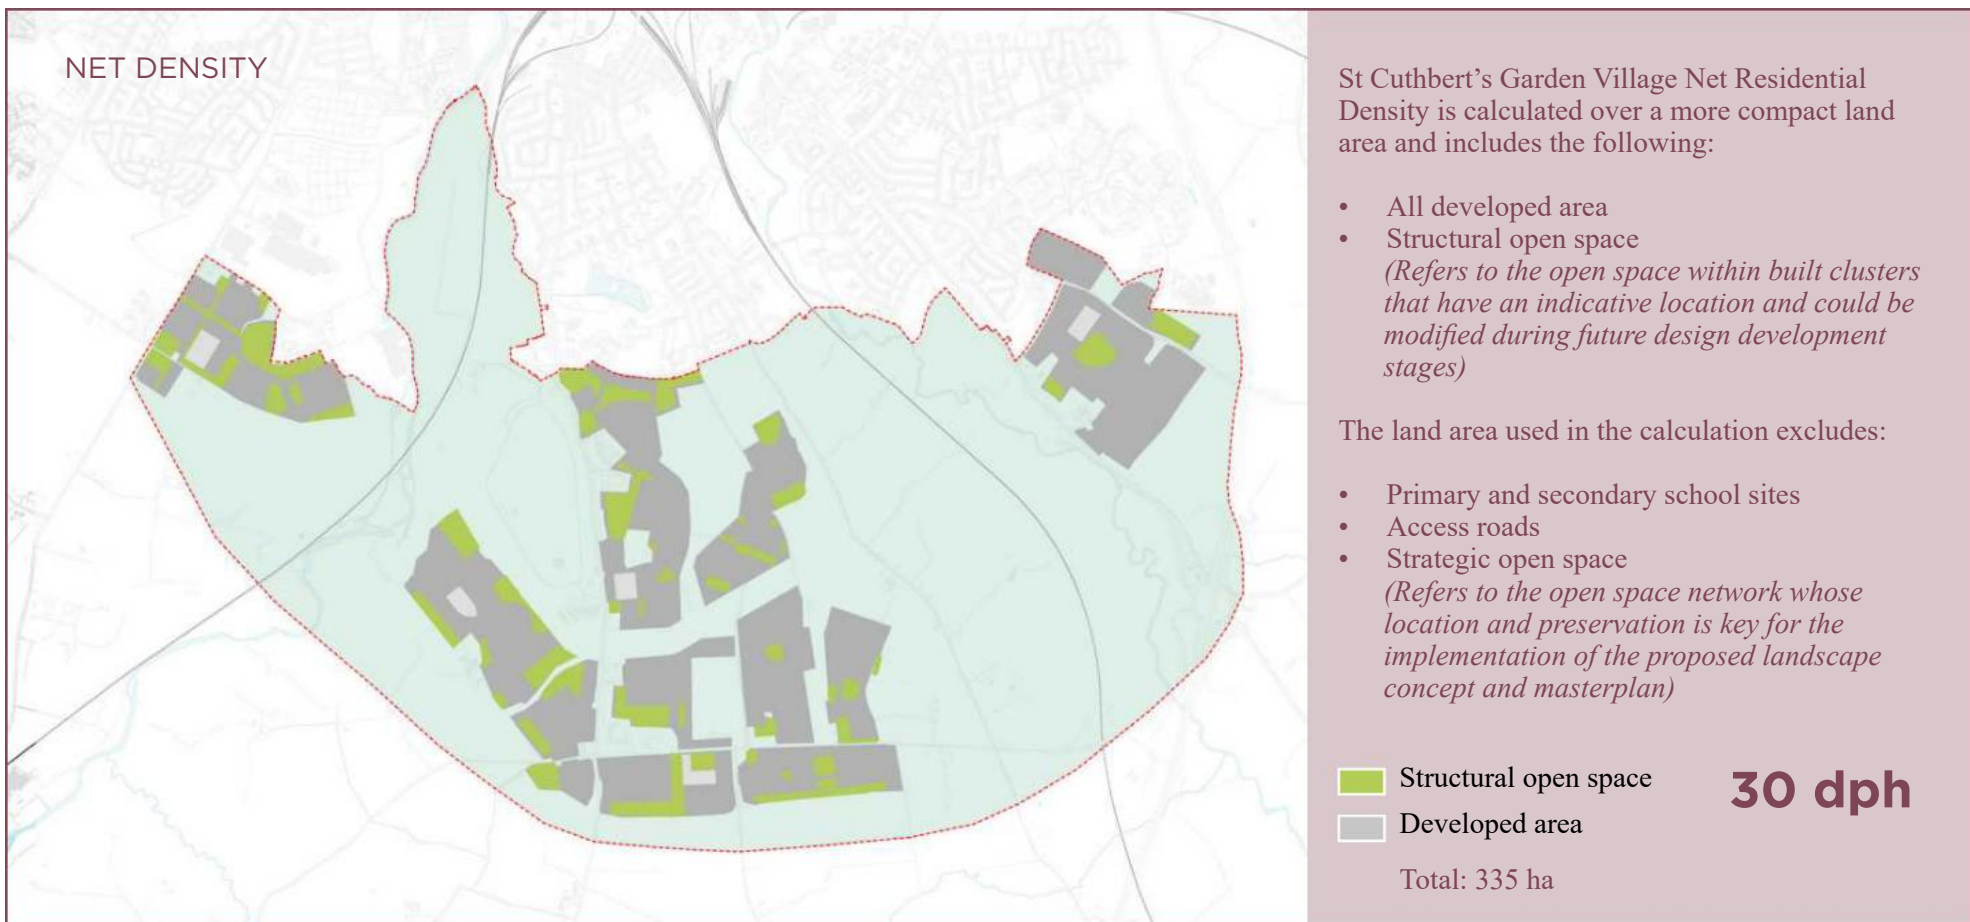 NET DENSITY
St Cuthbert's Garden Village Net Residential
Density is calculated over a more compact land
area and includes the following:
• All developed area
• Structural open space
(Refers to the open space within built clusters
that have an indicative location and could be
modified during future design development
stages)
The land area used in the calculation excludes:
• Primary and secondary school sites
• Access roads
• Strategic open space
(Refers to the open space network whose
location and preservation is key for the
implementation of the proposed landscape
concept and masterplan)
Structural open space
30 dph
Developed area
Total: 335 ha